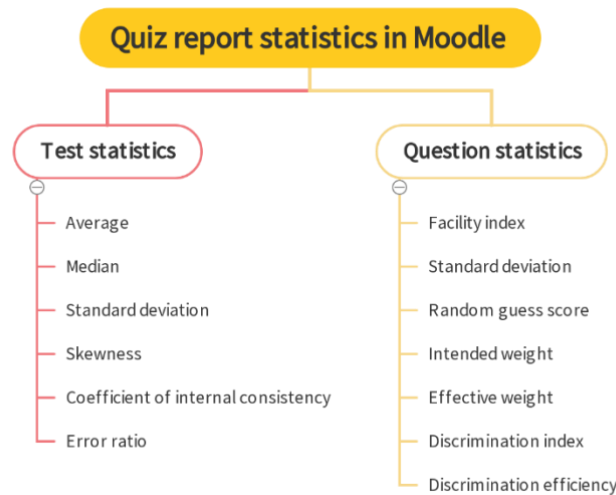 Quiz report statistics in Moodle
Test statistics
Average
Median
Standard deviation
Skewness
Coefficient of internal consistency
Error ratio
Question statistics
Facility index
Standard deviation
Random guess score
Intended weight
Effective weight
Discrimination index
Discrimination efficiency